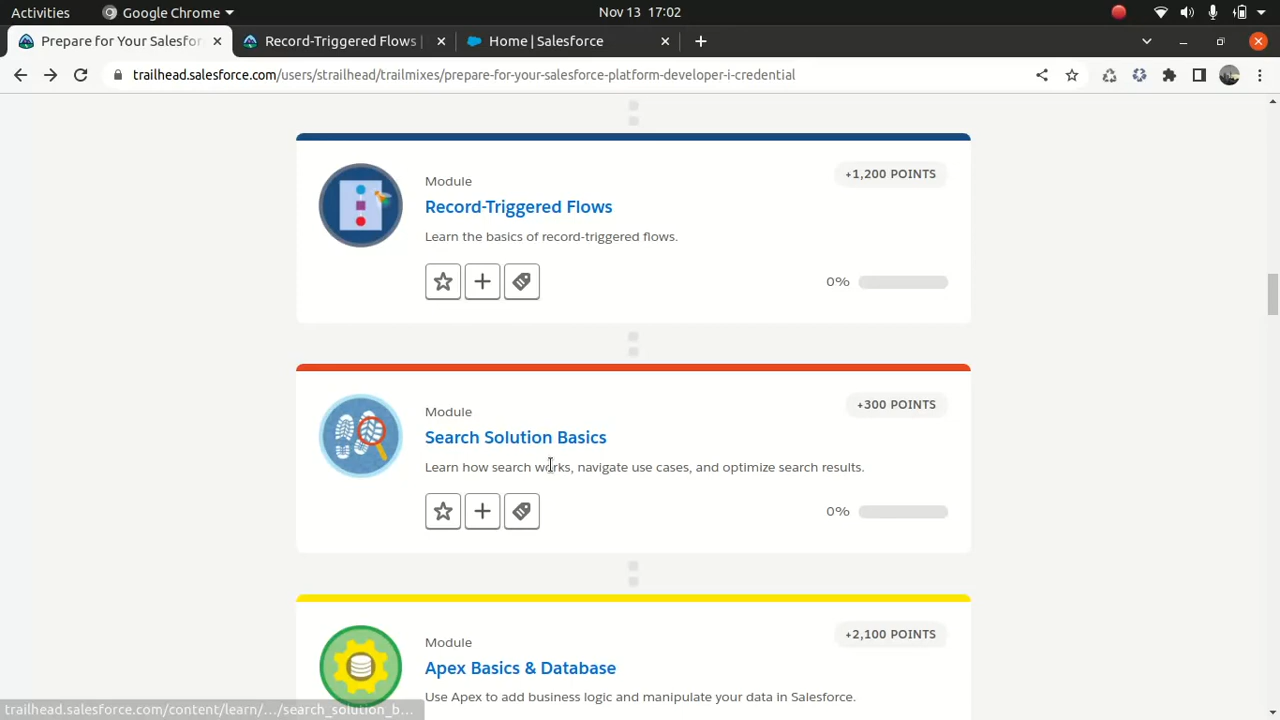 Activities Google Chrome Nov 13 17:02
Prepare for Your Salesfor Record-Triggered Flows | Home | Salesforce
trailhead.salesforce.com/users/strailhead/trailmixes/prepare-for-your-salesforce-platform-developer-i-credential
Module +1,200 POINTS
Record-Triggered Flows
Learn the basics of record-triggered flows.
0%
Module +300 POINTS
Search Solution Basics
Learn how search works, navigate use cases, and optimize search results.
0%
Module +2,100 POINTS
Apex Basics & Database
Use Apex to add business logic and manipulate your data in Salesforce.
trailhead.salesforce.com/content/learn/.../search_solution_b...